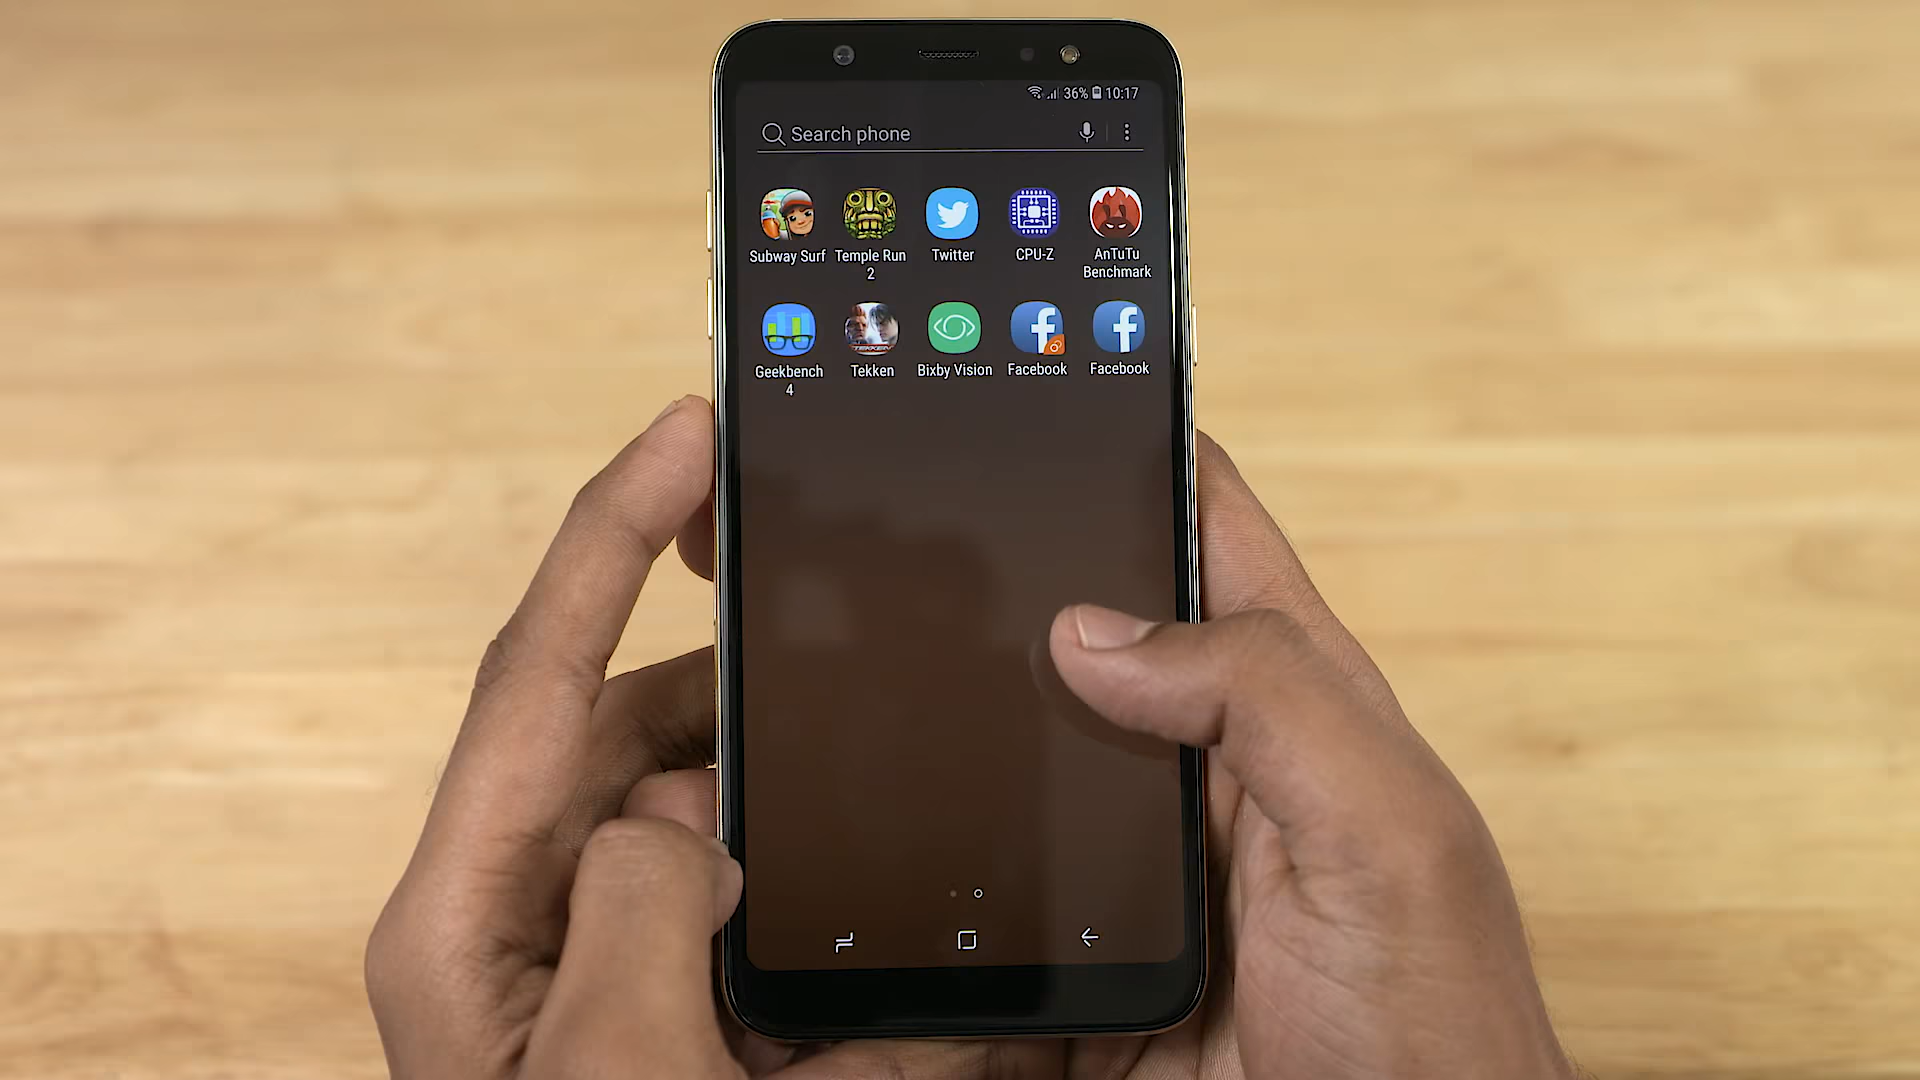 36% 10:17
Search phone
Subway Surf
Temple Run
2
Twitter
CPU-Z
AnTuTu
Benchmark
Geekbench
4
TEKKEN
Tekken
Bixby Vision
Facebook
Facebook